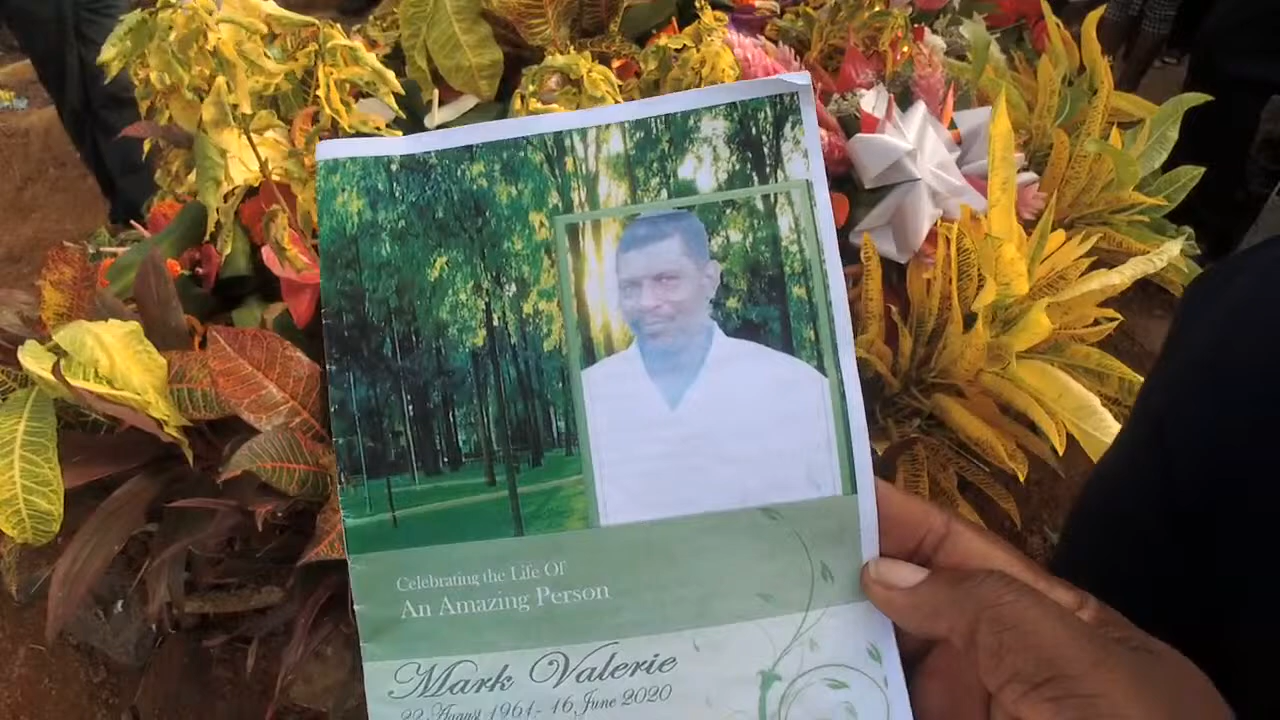 Celebrating the Life Of
An Amazing Person
Mark Valerie
22 August 1961 - 16 June 2020